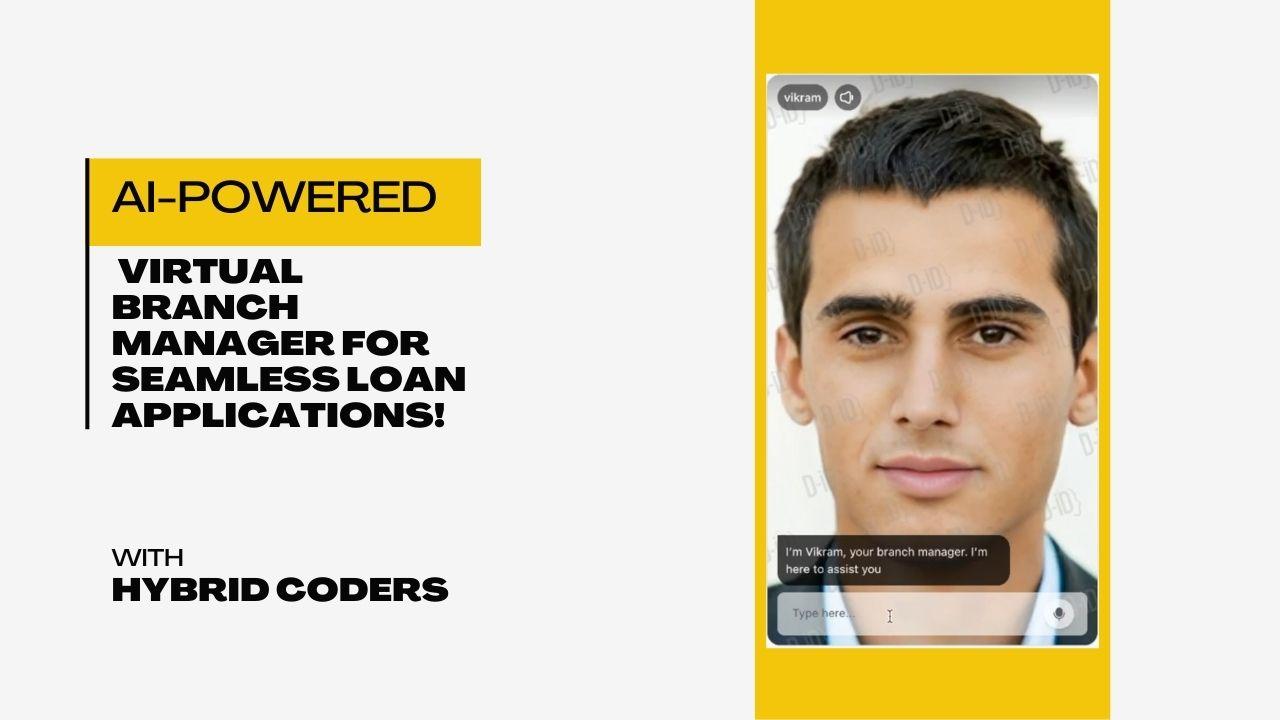 AI-POWERED
VIRTUAL
BRANCH
MANAGER FOR
SEAMLESS LOAN
APPLICATIONS!
WITH
HYBRID CODERS
vikram
D-iD}
I'm Vikram, your branch manager. I'm
here to assist you
Type here...